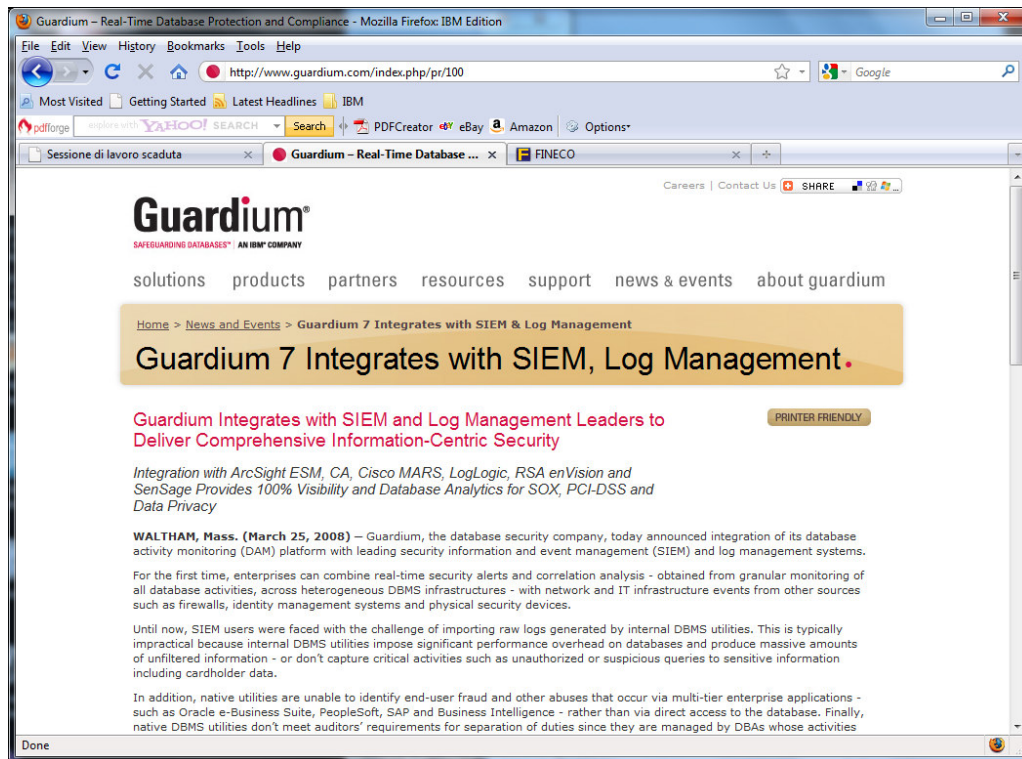 Guardium – Real-Time Database Protection and Compliance - Mozilla Firefox: IBM Edition
File Edit View History Bookmarks Tools Help
http://www.guardium.com/index.php/pr/100
Google
Most Visited Getting Started Latest Headlines IBM
pdfforge explore with YAHOO! SEARCH Search PDFCreator eBay Amazon Options
Sessione di lavoro scaduta Guardium – Real-Time Database ... FINECO
Careers | Contact Us SHARE
Guardium®
SAFEGUARDING DATABASES™ | AN IBM® COMPANY
solutions products partners resources support news & events about guardium
Home > News and Events > Guardium 7 Integrates with SIEM & Log Management
Guardium 7 Integrates with SIEM, Log Management
Guardium Integrates with SIEM and Log Management Leaders to
Deliver Comprehensive Information-Centric Security
PRINTER FRIENDLY
Integration with ArcSight ESM, CA, Cisco MARS, LogLogic, RSA enVision and
SenSage Provides 100% Visibility and Database Analytics for SOX, PCI-DSS and
Data Privacy
WALTHAM, Mass. (March 25, 2008) — Guardium, the database security company, today announced integration of its database
activity monitoring (DAM) platform with leading security information and event management (SIEM) and log management systems.
For the first time, enterprises can combine real-time security alerts and correlation analysis - obtained from granular monitoring of
all database activities, across heterogeneous DBMS infrastructures - with network and IT infrastructure events from other sources
such as firewalls, identity management systems and physical security devices.
Until now, SIEM users were faced with the challenge of importing raw logs generated by internal DBMS utilities. This is typically
impractical because internal DBMS utilities impose significant performance overhead on databases and produce massive amounts
of unfiltered information - or don't capture critical activities such as unauthorized or suspicious queries to sensitive information
including cardholder data.
In addition, native utilities are unable to identify end-user fraud and other abuses that occur via multi-tier enterprise applications -
such as Oracle e-Business Suite, PeopleSoft, SAP and Business Intelligence - rather than via direct access to the database. Finally,
native DBMS utilities don't meet auditors' requirements for separation of duties since they are managed by DBAs whose activities
Done